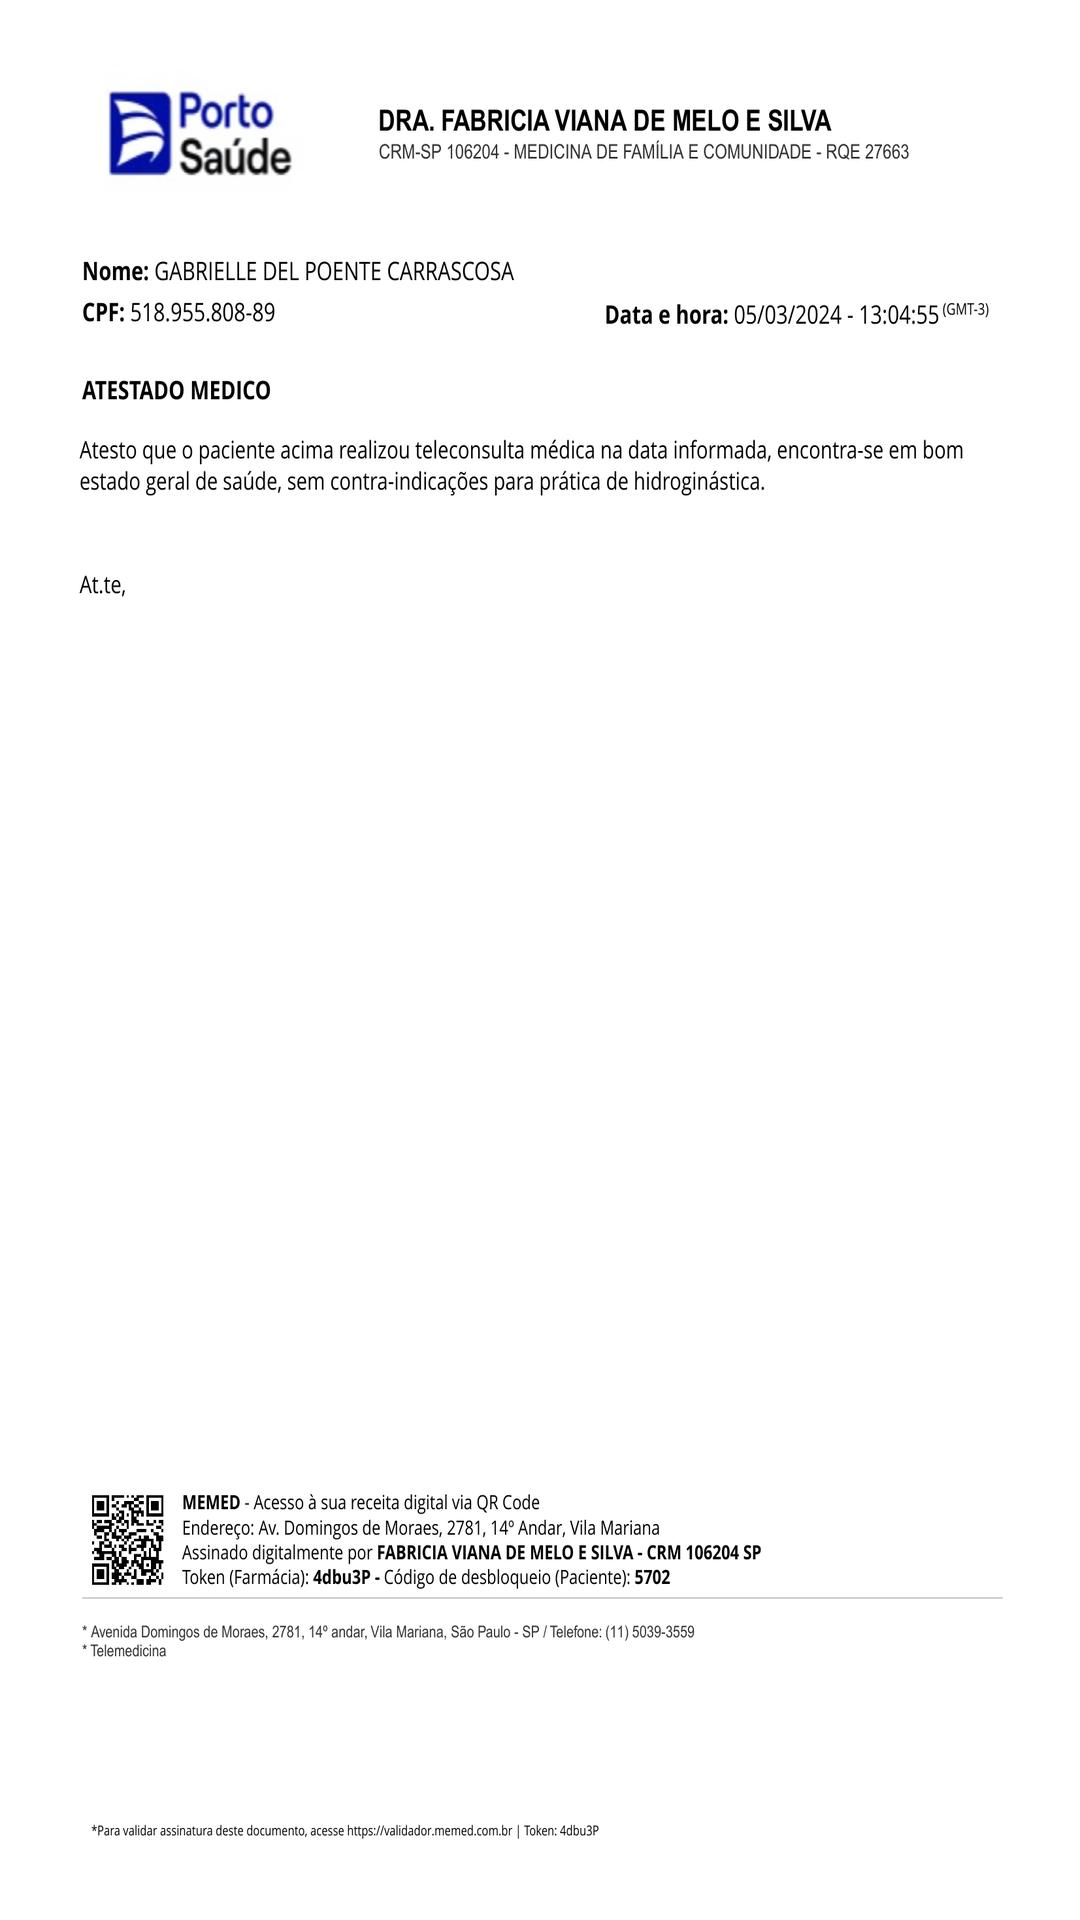 Porto
Saúde
DRA. FABRICIA VIANA DE MELO E SILVA
CRM-SP 106204 - MEDICINA DE FAMÍLIA E COMUNIDADE - RQE 27663
Nome: GABRIELLE DEL POENTE CARRASCOSA
CPF: 518.955.808-89
Data e hora: 05/03/2024 - 13:04:55 (GMT-3)
ATESTADO MEDICO
Atesto que o paciente acima realizou teleconsulta médica na data informada, encontra-se em bom
estado geral de saúde, sem contra-indicações para prática de hidroginástica.
At.te,
MEMED - Acesso à sua receita digital via QR Code
Endereço: Av. Domingos de Moraes, 2781, 14º Andar, Vila Mariana
Assinado digitalmente por FABRICIA VIANA DE MELO E SILVA - CRM 106204 SP
Token (Farmácia): 4dbu3P - Código de desbloqueio (Paciente): 5702
* Avenida Domingos de Moraes, 2781, 14º andar, Vila Mariana, São Paulo - SP / Telefone: (11) 5039-3559
* Telemedicina
*Para validar assinatura deste documento, acesse https://validador.memed.com.br | Token: 4dbu3P